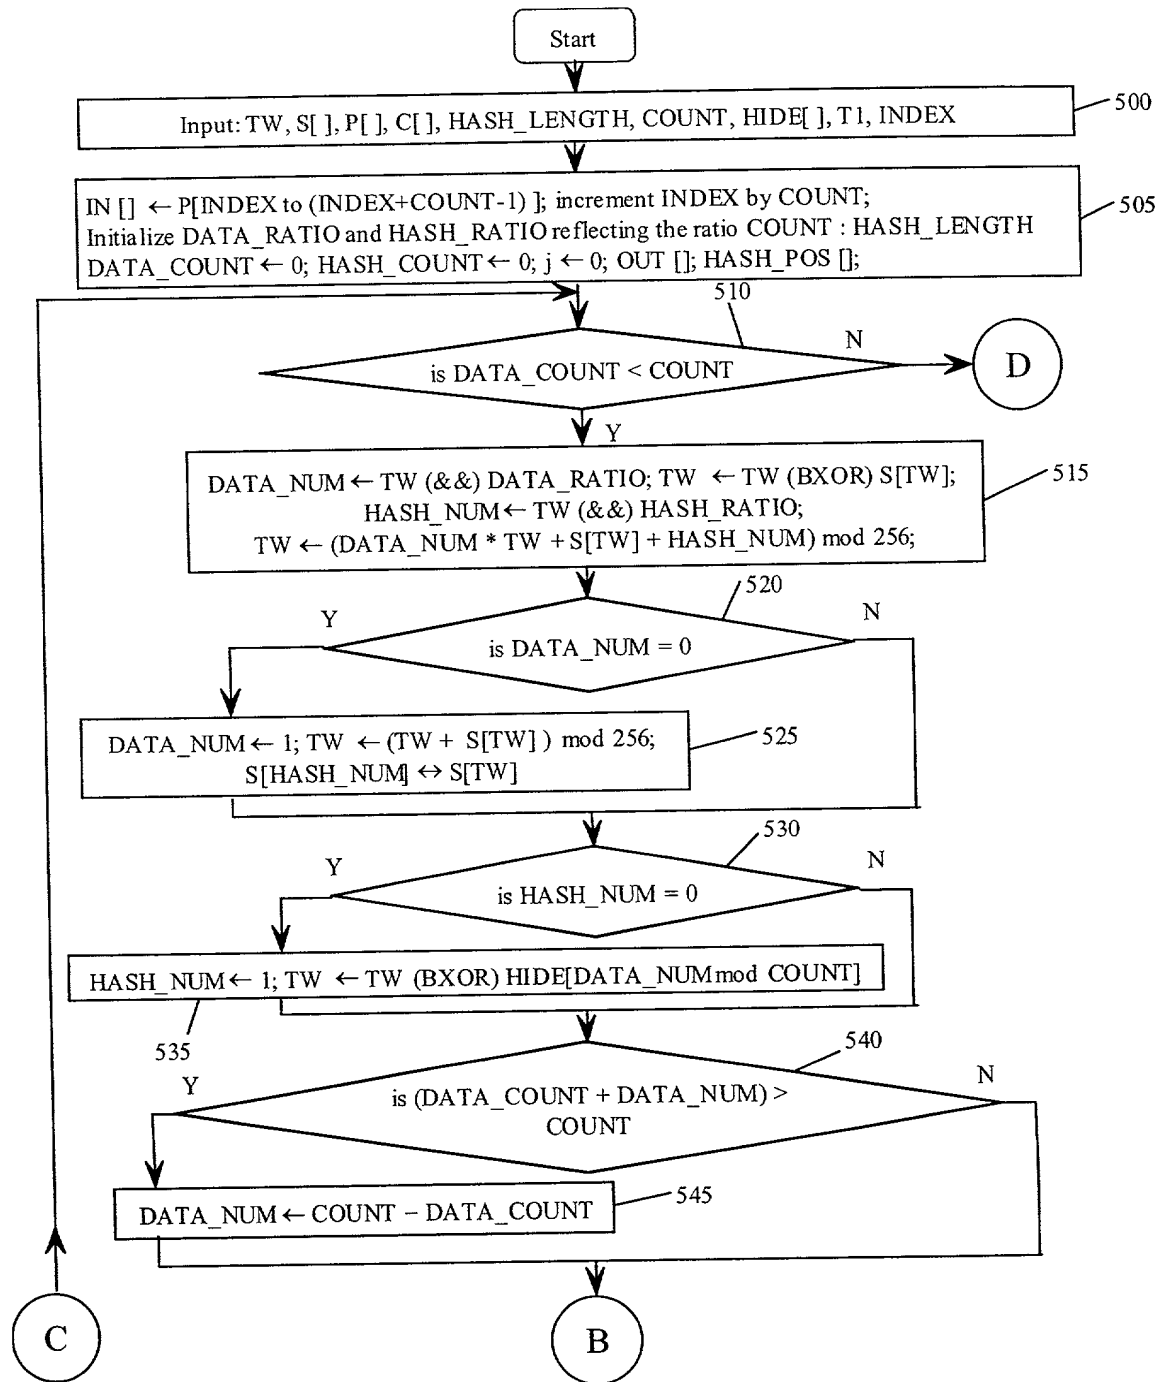 Start
Input: TW, S[ ], P[ ], C[ ], HASH_LENGTH, COUNT, HIDE[ ], T1, INDEX
500
IN [] ← P[INDEX to (INDEX+COUNT-1) ]; increment INDEX by COUNT;
Initialize DATA_RATIO and HASH_RATIO reflecting the ratio COUNT : HASH_LENGTH
DATA_COUNT ← 0; HASH_COUNT ← 0; j ← 0; OUT []; HASH_POS [];
505
510
is DATA_COUNT < COUNT
N
D
Y
DATA_NUM ← TW (&&) DATA_RATIO; TW ← TW (BXOR) S[TW];
HASH_NUM ← TW (&&) HASH_RATIO;
TW ← (DATA_NUM * TW + S[TW] + HASH_NUM) mod 256;
515
520
Y
N
is DATA_NUM = 0
DATA_NUM ← 1; TW ← (TW + S[TW] ) mod 256;
S[HASH_NUM] ↔ S[TW]
525
530
Y
N
is HASH_NUM = 0
HASH_NUM ← 1; TW ← TW (BXOR) HIDE[DATA_NUM mod COUNT]
535
540
Y
N
is (DATA_COUNT + DATA_NUM) >
COUNT
DATA_NUM ← COUNT – DATA_COUNT
545
C
B